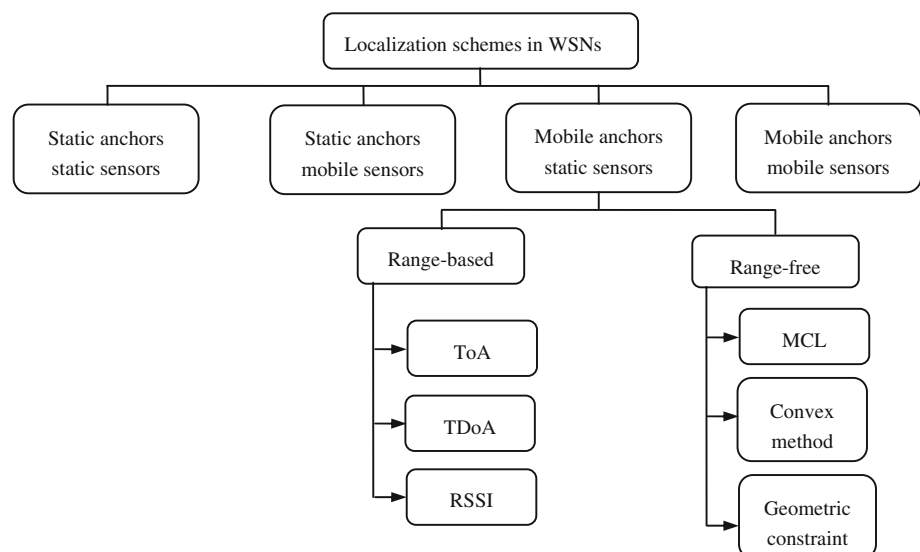 Localization schemes in WSNs
Static anchors
static sensors
Static anchors
mobile sensors
Mobile anchors
static sensors
Mobile anchors
mobile sensors
Range-based
Range-free
ToA
TDoA
RSSI
MCL
Convex
method
Geometric
constraint